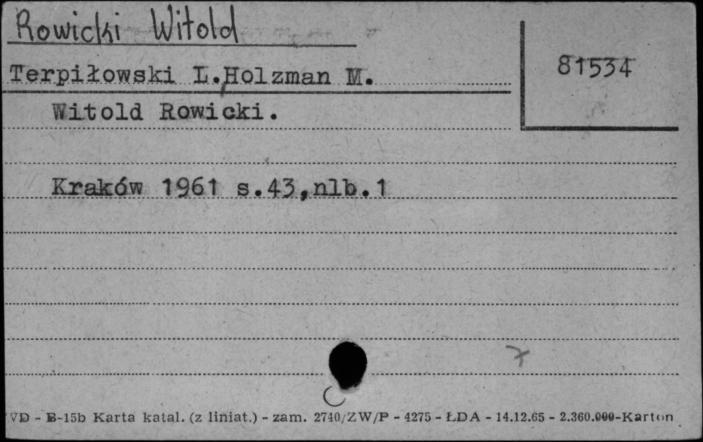 Rowicki Witold
81534
Terpiłowski L.,Holzman M.
Witold Rowicki.
Kraków 1961 s.43,nlb.1
7
VD - B-15b Karta katal. (z liniat.) - zam. 2740/ZW/P - 4275 - ŁDA - 14.12.65 - 2.360.000-Karton